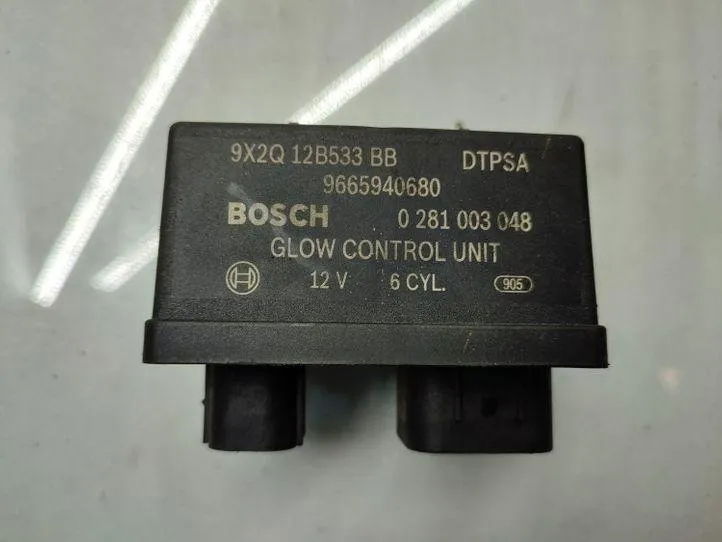 9X2Q 12B533 BB DTPSA
9665940680
BOSCH 0 281 003 048
GLOW CONTROL UNIT
12 V 6 CYL. 905